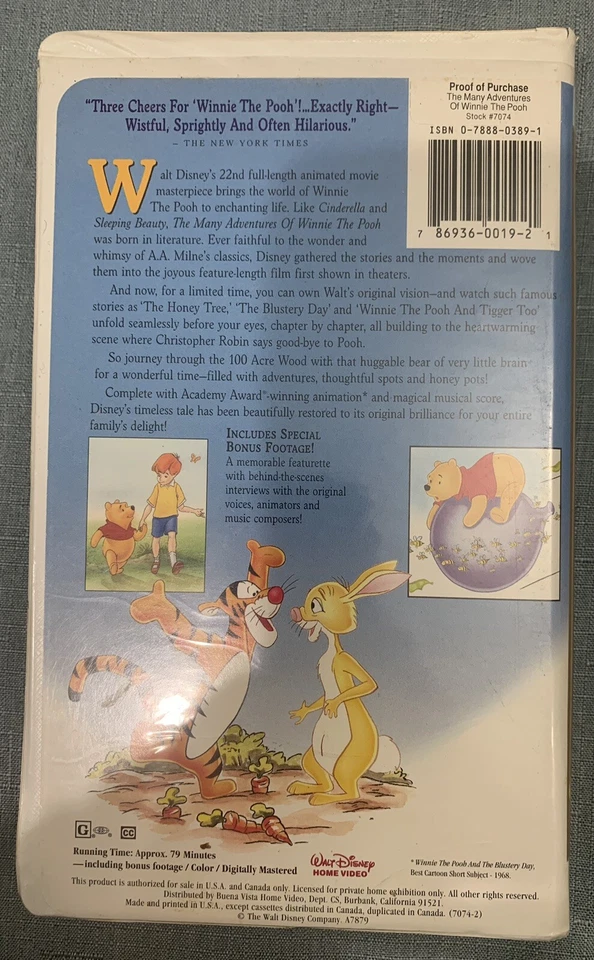 "Three Cheers For 'Winnie The Pooh'!...Exactly Right—
Wistful, Sprightly And Often Hilarious."
– THE NEW YORK TIMES
Proof of Purchase
The Many Adventures
Of Winnie The Pooh
Stock #7074
ISBN 0-7888-0389-1
7 86936-0019-2 1
Walt Disney's 22nd full-length animated movie
masterpiece brings the world of Winnie
The Pooh to enchanting life. Like Cinderella and
Sleeping Beauty, The Many Adventures Of Winnie The Pooh
was born in literature. Ever faithful to the wonder and
whimsy of A.A. Milne's classics, Disney gathered the stories and the moments and wove
them into the joyous feature-length film first shown in theaters.
And now, for a limited time, you can own Walt's original vision—and watch such famous
stories as 'The Honey Tree,' 'The Blustery Day' and 'Winnie The Pooh And Tigger Too'
unfold seamlessly before your eyes, chapter by chapter, all building to the heartwarming
scene where Christopher Robin says good-bye to Pooh.
So journey through the 100 Acre Wood with that huggable bear of very little brain
for a wonderful time—filled with adventures, thoughtful spots and honey pots!
Complete with Academy Award®-winning animation* and magical musical score,
Disney's timeless tale has been beautifully restored to its original brilliance for your entire
family's delight!
INCLUDES SPECIAL
BONUS FOOTAGE!
A memorable featurette
with behind-the-scenes
interviews with the original
voices, animators and
music composers!
G CC
Running Time: Approx. 79 Minutes
—including bonus footage / Color / Digitally Mastered
Walt Disney
HOME VIDEO
* Winnie The Pooh And The Blustery Day,
Best Cartoon Short Subject - 1968.
This product is authorized for sale in U.S.A. and Canada only. Licensed for private home exhibition only. All other rights reserved.
Distributed by Buena Vista Home Video, Dept. CS, Burbank, California 91521.
Made and printed in U.S.A., except cassettes distributed in Canada, duplicated in Canada. (7074-2)
© The Walt Disney Company. A7879